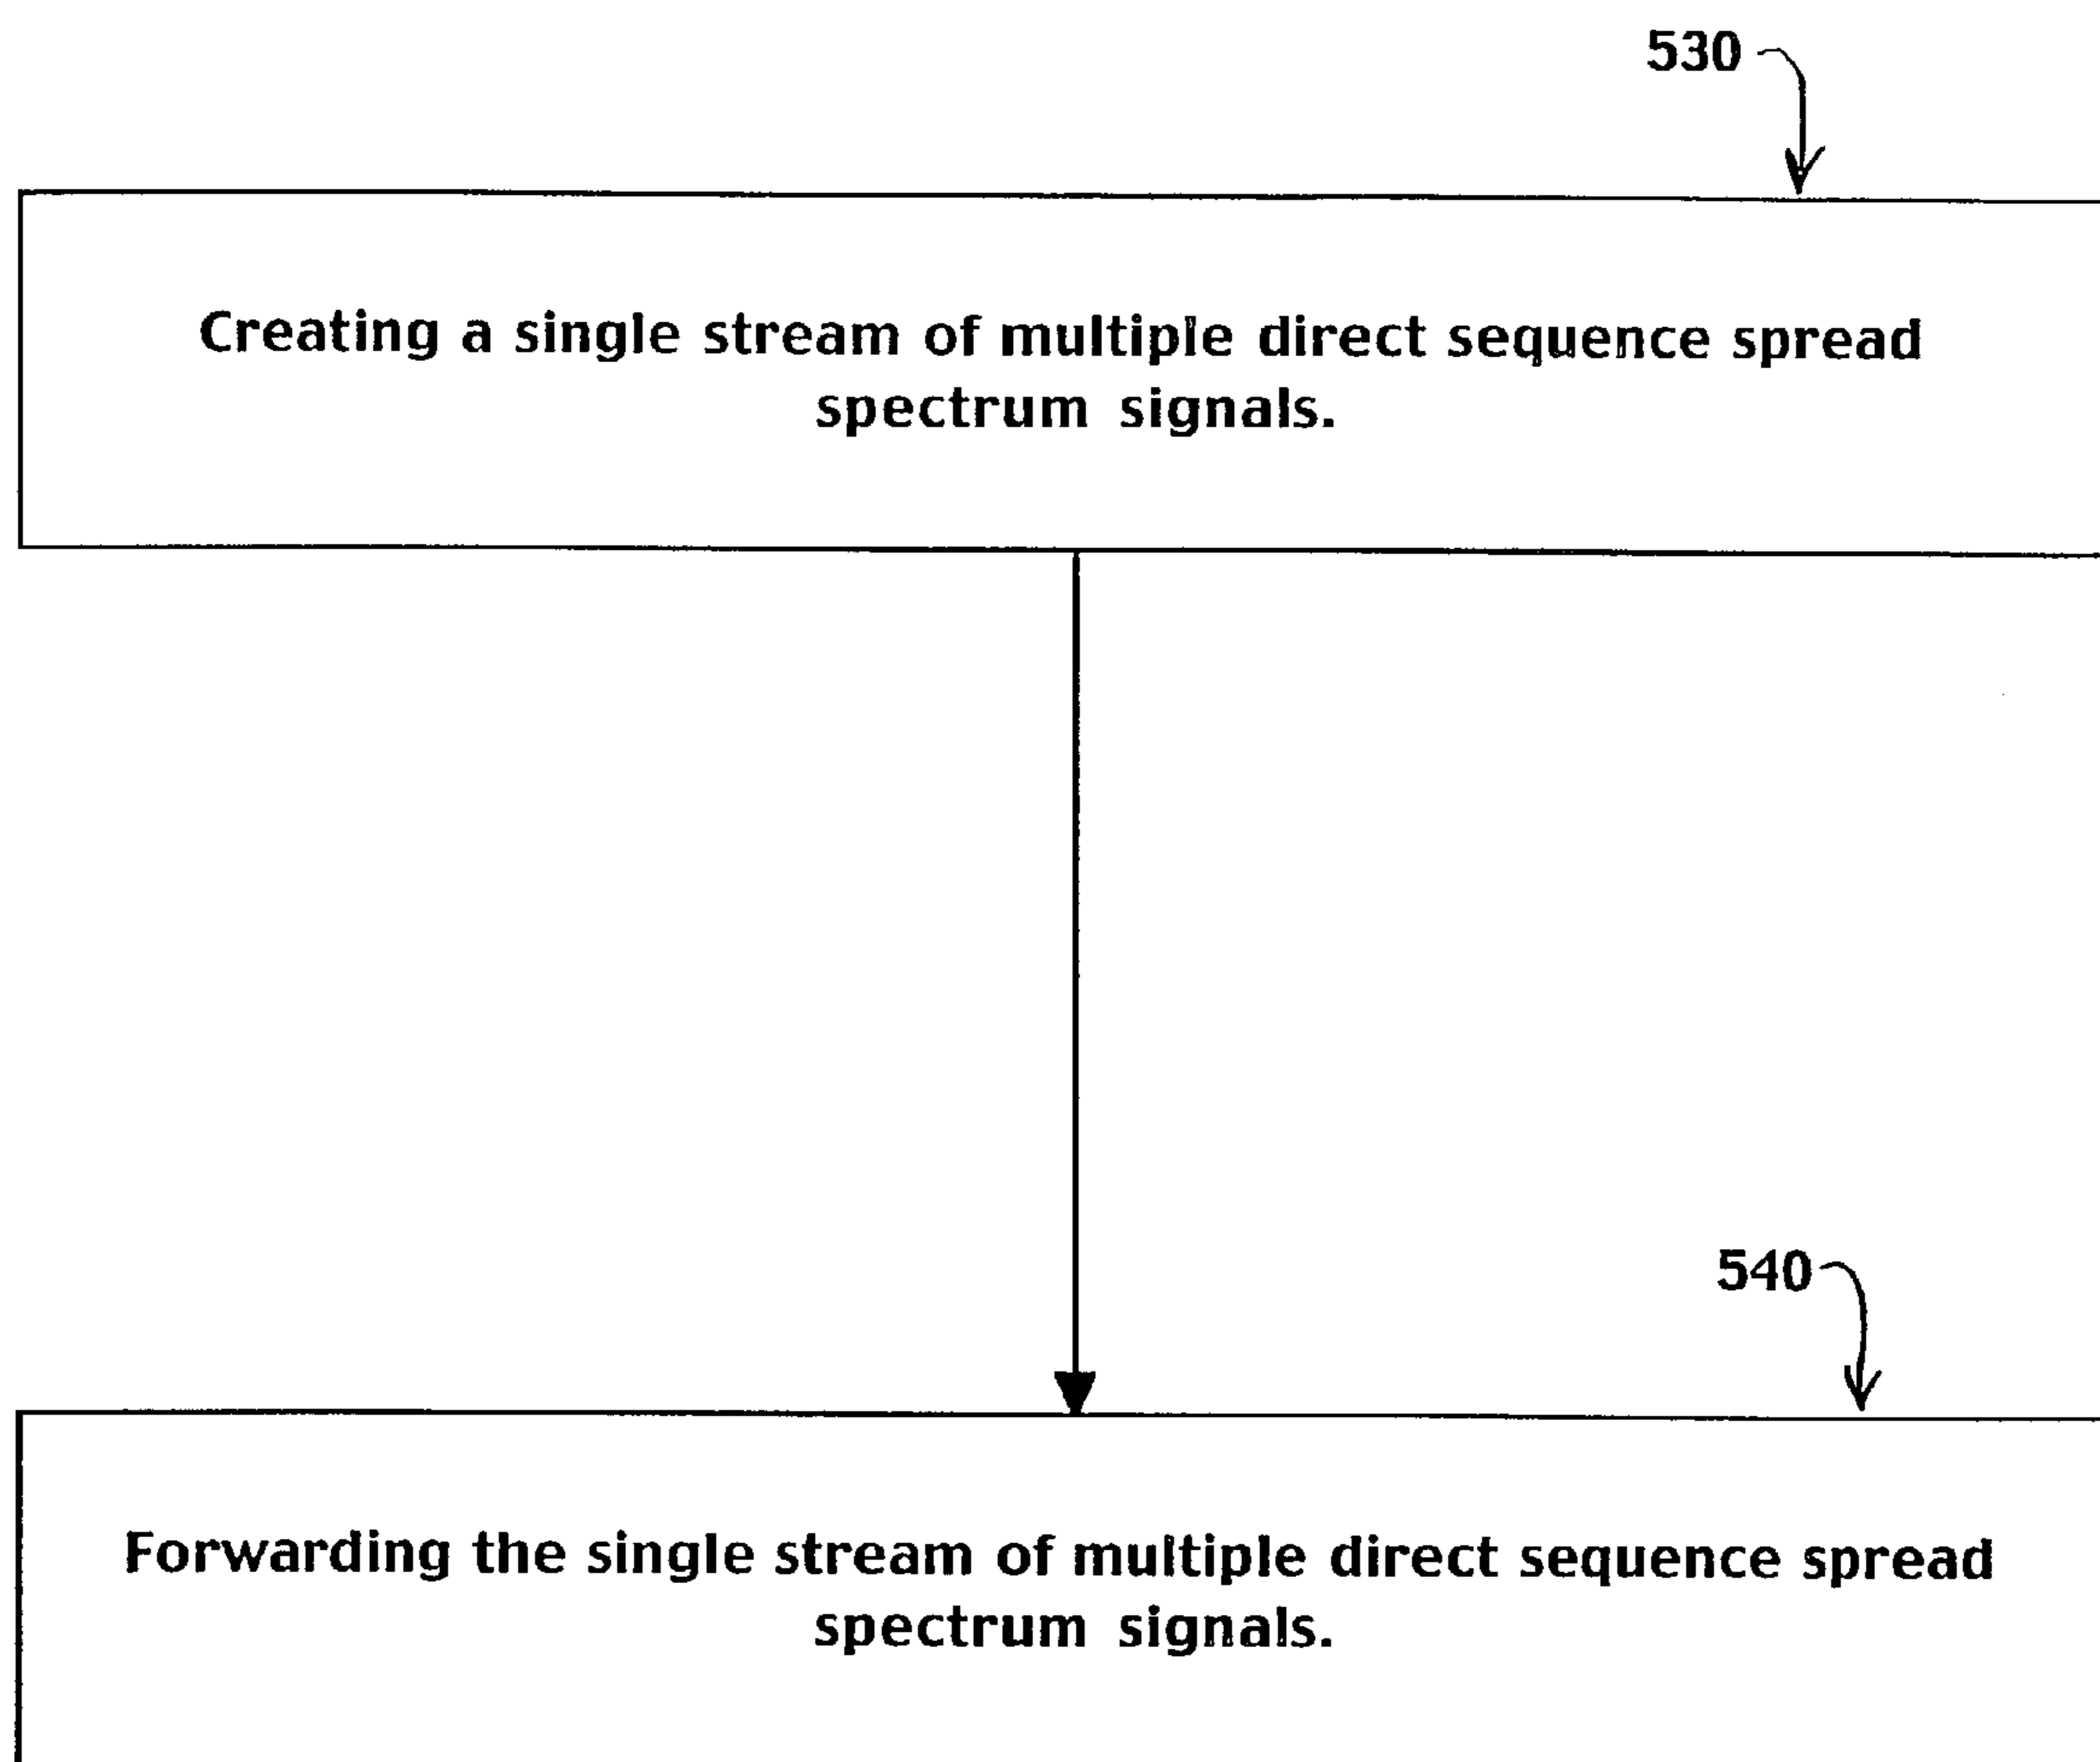 530
Creating a single stream of multiple direct sequence spread
spectrum signals.
540
Forwarding the single stream of multiple direct sequence spread
spectrum signals.